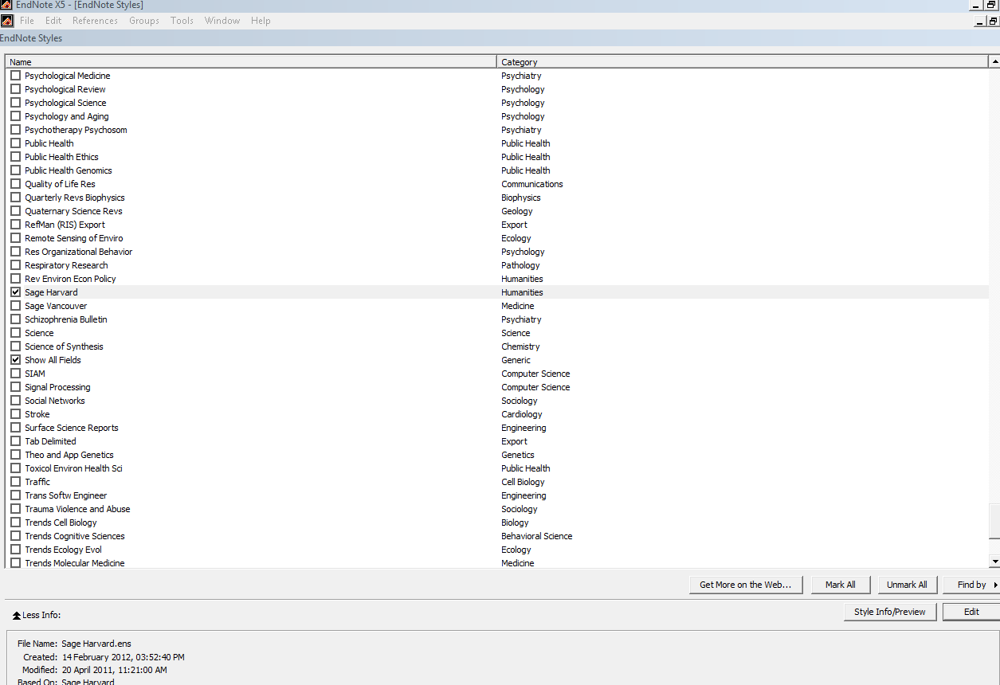 EndNote X5 - [EndNote Styles]
File Edit References Groups Tools Window Help
EndNote Styles
Name Category
Psychological Medicine Psychiatry
Psychological Review Psychology
Psychological Science Psychology
Psychology and Aging Psychology
Psychotherapy Psychosom Psychiatry
Public Health Public Health
Public Health Ethics Public Health
Public Health Genomics Public Health
Quality of Life Res Communications
Quarterly Revs Biophysics Biophysics
Quaternary Science Revs Geology
RefMan (RIS) Export Export
Remote Sensing of Enviro Ecology
Res Organizational Behavior Psychology
Respiratory Research Pathology
Rev Environ Econ Policy Humanities
Sage Harvard Humanities
Sage Vancouver Medicine
Schizophrenia Bulletin Psychiatry
Science Science
Science of Synthesis Chemistry
Show All Fields Generic
SIAM Computer Science
Signal Processing Computer Science
Social Networks Sociology
Stroke Cardiology
Surface Science Reports Engineering
Tab Delimited Export
Theo and App Genetics Genetics
Toxicol Environ Health Sci Public Health
Traffic Cell Biology
Trans Softw Engineer Engineering
Trauma Violence and Abuse Sociology
Trends Cell Biology Biology
Trends Cognitive Sciences Behavioral Science
Trends Ecology Evol Ecology
Trends Molecular Medicine Medicine
Get More on the Web... Mark All Unmark All Find by
Less Info: Style Info/Preview Edit
File Name: Sage Harvard.ens
Created: 14 February 2012, 03:52:40 PM
Modified: 20 April 2011, 11:21:00 AM
Based On: Sage Harvard